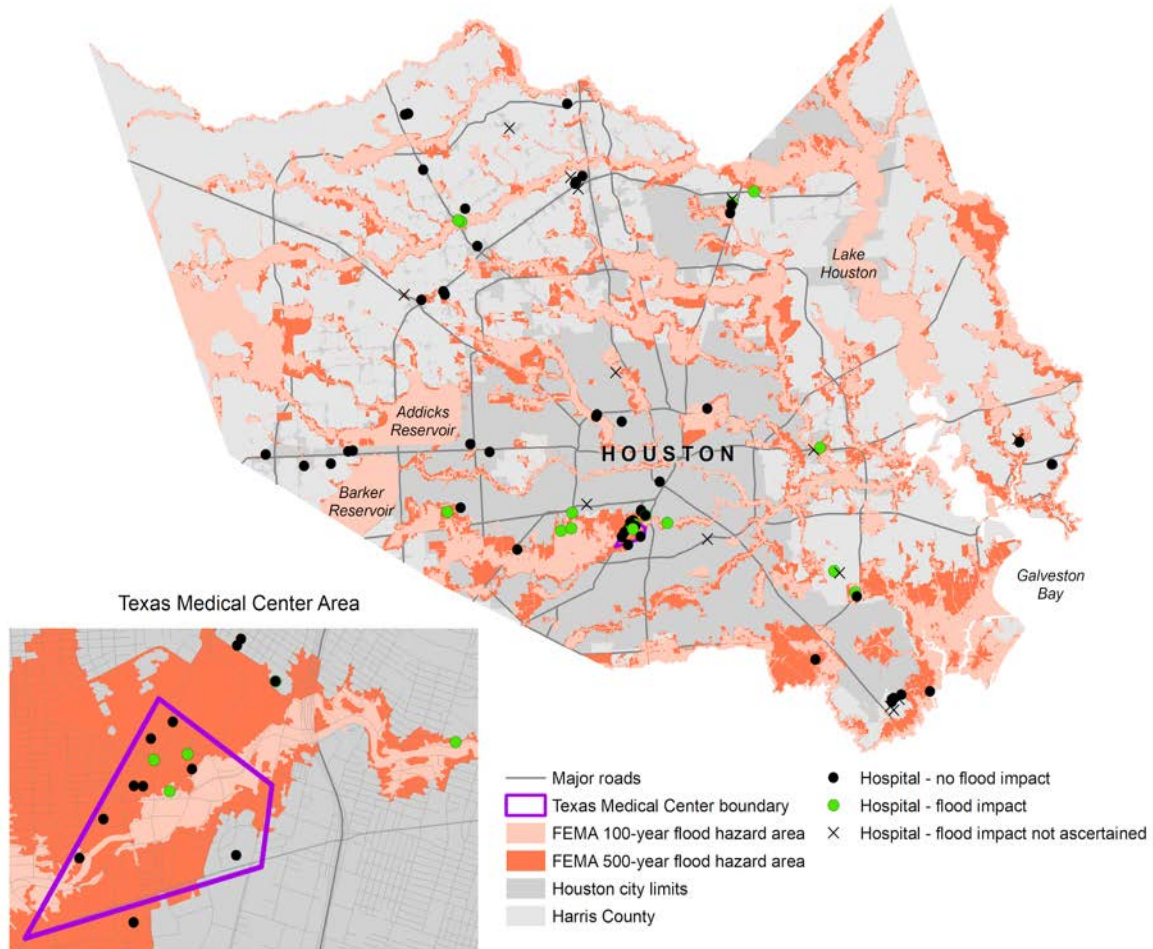 Lake
Houston
Addicks
Reservoir
HOUSTON
Barker
Reservoir
Galveston
Bay
Texas Medical Center Area
Major roads
Texas Medical Center boundary
FEMA 100-year flood hazard area
FEMA 500-year flood hazard area
Houston city limits
Harris County
Hospital - no flood impact
Hospital - flood impact
Hospital - flood impact not ascertained